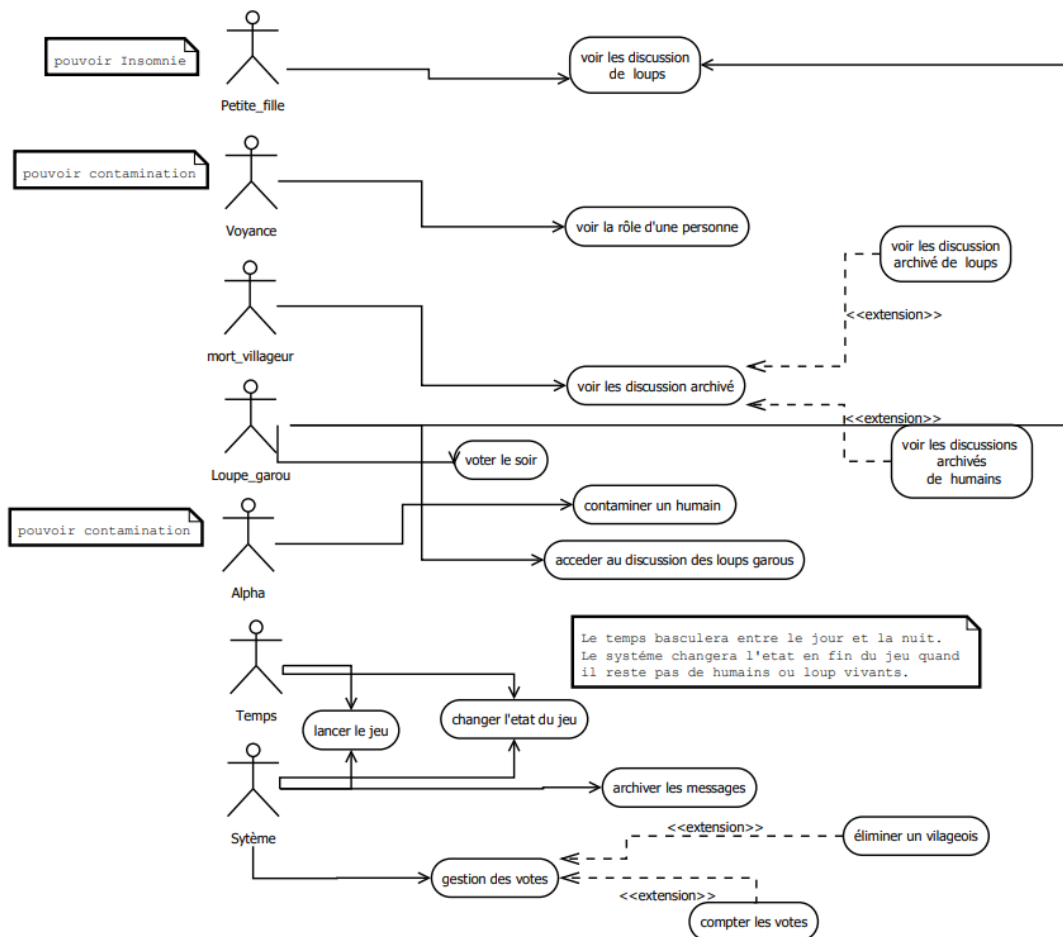 pouvoir Insomnie
Petite_fille
voir les discussion
de loups
pouvoir contamination
Voyance
voir la rôle d'une personne
voir les discussion
archivé de loups
<<extension>>
mort_villageur
voir les discussion archivé
<<extension>>
Loupe_garou
voter le soir
voir les discussions
archivés
de humains
contaminer un humain
pouvoir contamination
Alpha
acceder au discussion des loups garous
Le temps basculera entre le jour et la nuit.
Le systéme changera l'etat en fin du jeu quand
il reste pas de humains ou loup vivants.
Temps
lancer le jeu
changer l'etat du jeu
Sytème
archiver les messages
<<extension>>
éliminer un vilageois
gestion des votes
<<extension>>
compter les votes